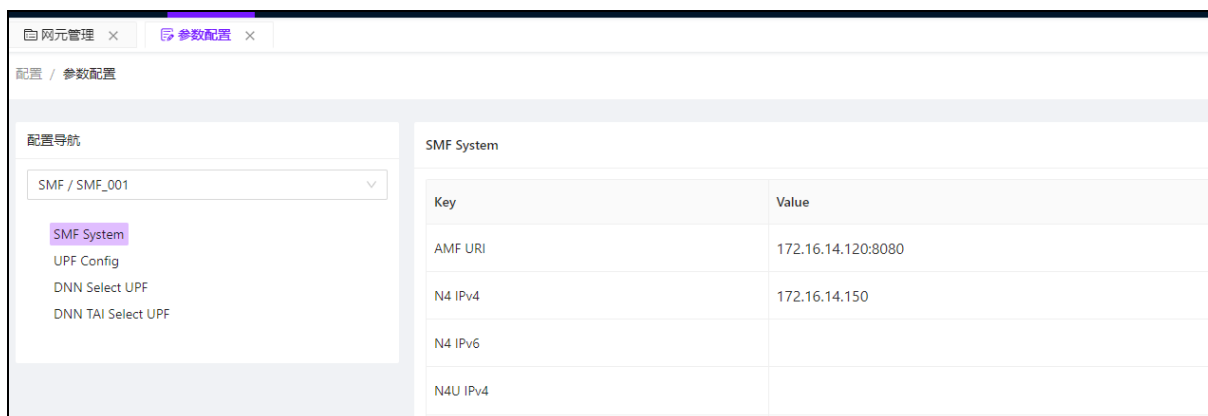 网元管理 参数配置
配置 / 参数配置
配置导航
SMF / SMF_001
SMF System
UPF Config
DNN Select UPF
DNN TAI Select UPF
SMF System
Key Value
AMF URI 172.16.14.120:8080
N4 IPv4 172.16.14.150
N4 IPv6
N4U IPv4